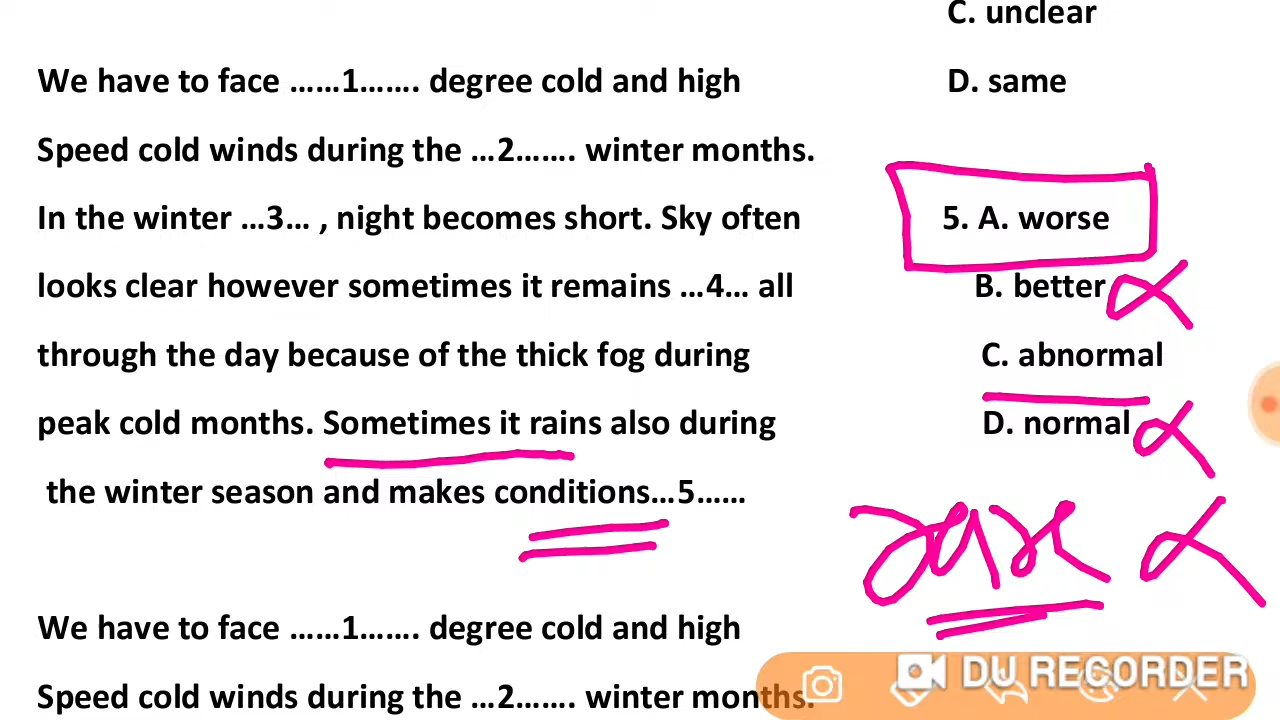 C. unclear
We have to face ……1……. degree cold and high
D. same
Speed cold winds during the …2……. winter months.
In the winter …3… , night becomes short. Sky often
5. A. worse
looks clear however sometimes it remains …4… all
B. better
through the day because of the thick fog during
C. abnormal
peak cold months. Sometimes it rains also during
D. normal
the winter season and makes conditions…5……
We have to face ……1……. degree cold and high
Speed cold winds during the …2……. winter months.
DU RECORDER